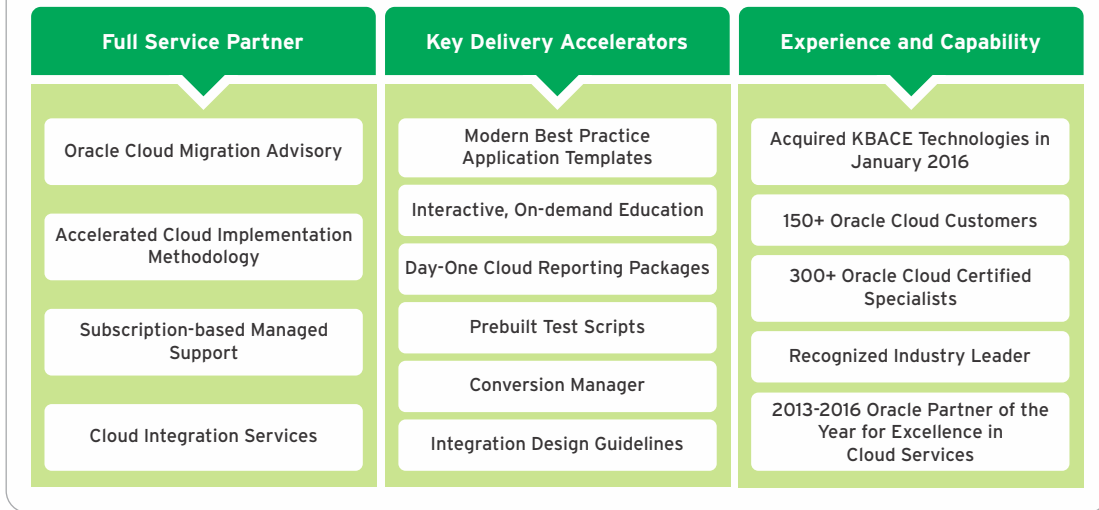 Full Service Partner
Oracle Cloud Migration Advisory
Accelerated Cloud Implementation
Methodology
Subscription-based Managed
Support
Cloud Integration Services
Key Delivery Accelerators
Modern Best Practice
Application Templates
Interactive, On-demand Education
Day-One Cloud Reporting Packages
Prebuilt Test Scripts
Conversion Manager
Integration Design Guidelines
Experience and Capability
Acquired KBACE Technologies in
January 2016
150+ Oracle Cloud Customers
300+ Oracle Cloud Certified
Specialists
Recognized Industry Leader
2013-2016 Oracle Partner of the
Year for Excellence in
Cloud Services